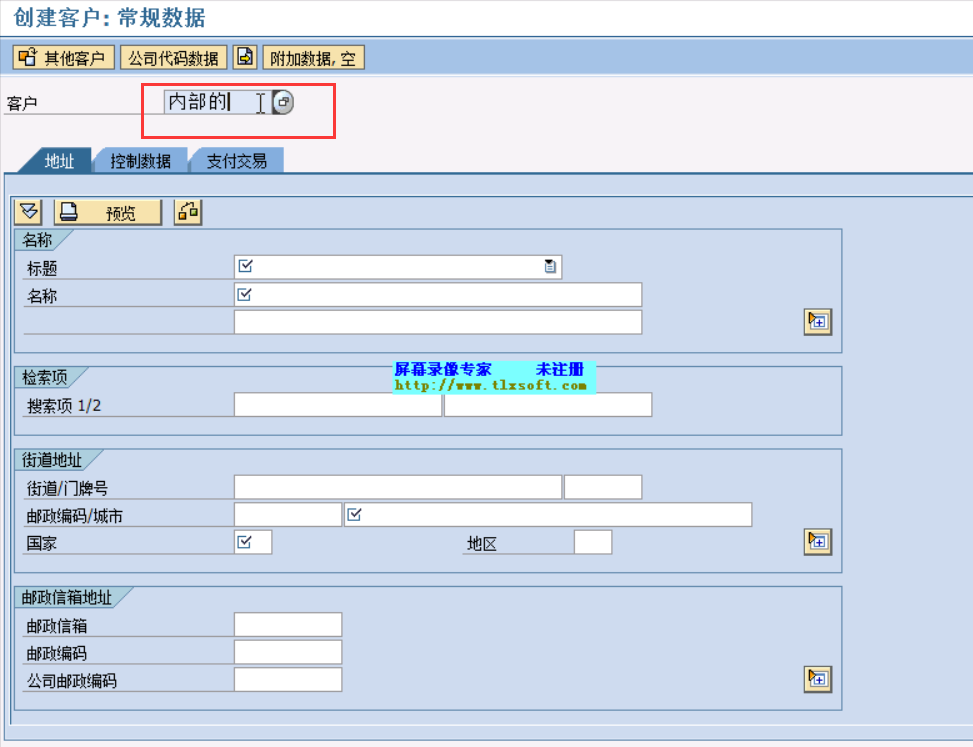 创建客户: 常规数据
其他客户 公司代码数据 附加数据, 空
客户 内部的
地址 控制数据 支付交易
预览
名称
标题
名称
屏幕录像专家 未注册
http://www.tlxsoft.com
检索项
搜索项 1/2
街道地址
街道/门牌号
邮政编码/城市
国家 地区
邮政信箱地址
邮政信箱
邮政编码
公司邮政编码